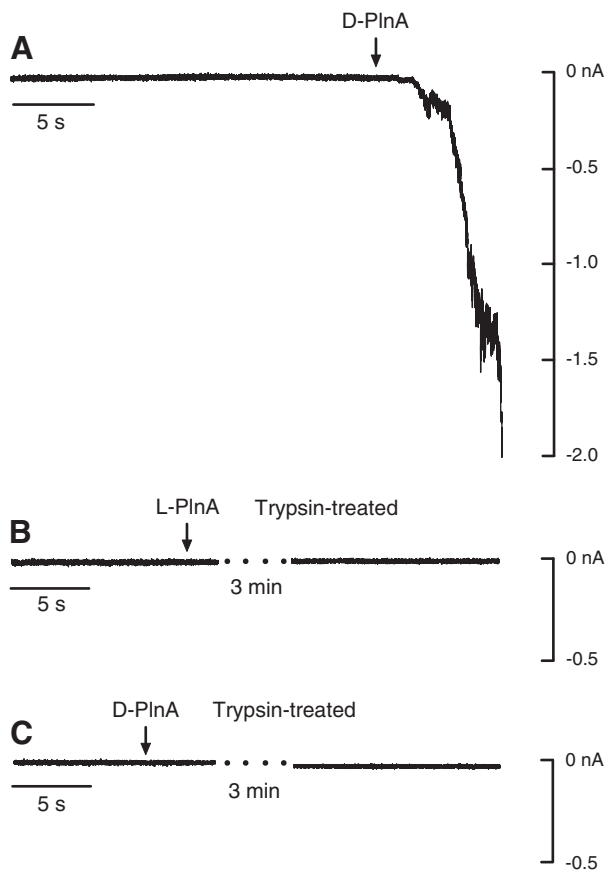 D-PlnA
A
0 nA
5 s
-0.5
-1.0
-1.5
-2.0
L-PlnA Trypsin-treated
B
0 nA
3 min
5 s
-0.5
D-PlnA Trypsin-treated
C
0 nA
3 min
5 s
-0.5